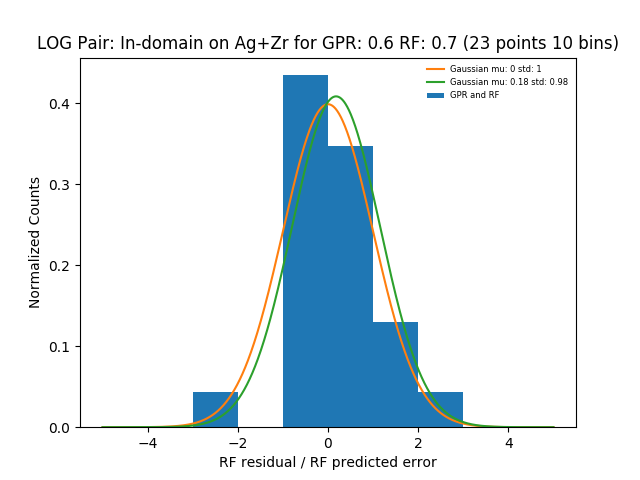 LOG Pair: In-domain on Ag+Zr for GPR: 0.6 RF: 0.7 (23 points 10 bins)
Gaussian mu: 0 std: 1
Gaussian mu: 0.18 std: 0.98
GPR and RF
Normalized Counts
0.4
0.3
0.2
0.1
0.0
−4 −2 0 2 4
RF residual / RF predicted error